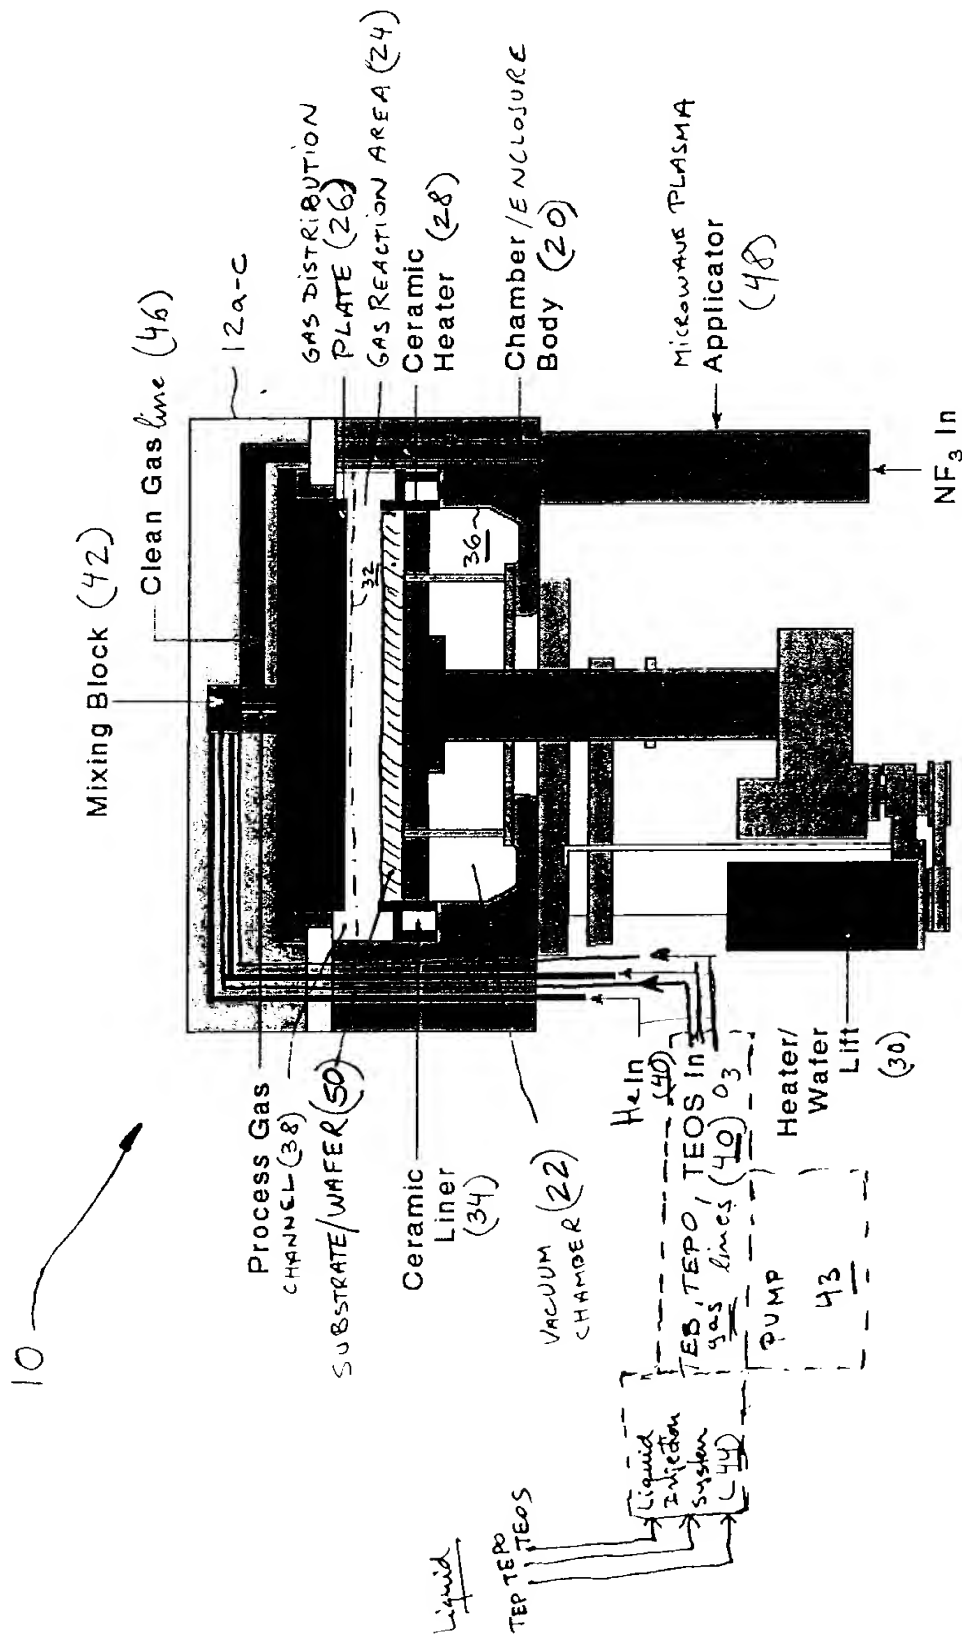 10
Mixing Block (42)
Clean Gas line (46)
12a-c
GAS DISTRIBUTION
PLATE (26)
GAS REACTION AREA (24)
Ceramic
Heater (28)
Chamber/ENCLOSURE
Body (20)
MICROWAVE PLASMA
Applicator
(48)
NF3 In
32
36
Process Gas
CHANNEL (38)
SUBSTRATE/WAFER (50)
Ceramic
Liner
(34)
VACUUM
CHAMBER (22)
He In
(40)
TEB, TEPO, TEOS In
gas lines (40) O3
PUMP
43
Heater/
Wafer
Lift
(30)
Liquid
Injection
System
(44)
Liquid
TEP TEPO TEOS